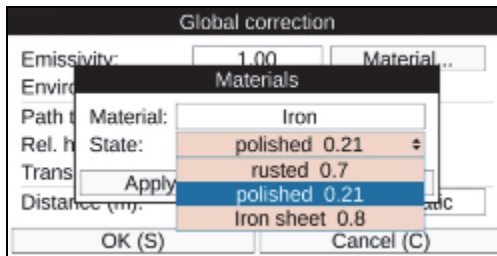 Global correction
Emissivity: 1.00 Material...
Materials
Material: Iron
State: polished 0.21
rusted 0.7
polished 0.21
Iron sheet 0.8
Apply
Distance (m):
OK (S) Cancel (C)